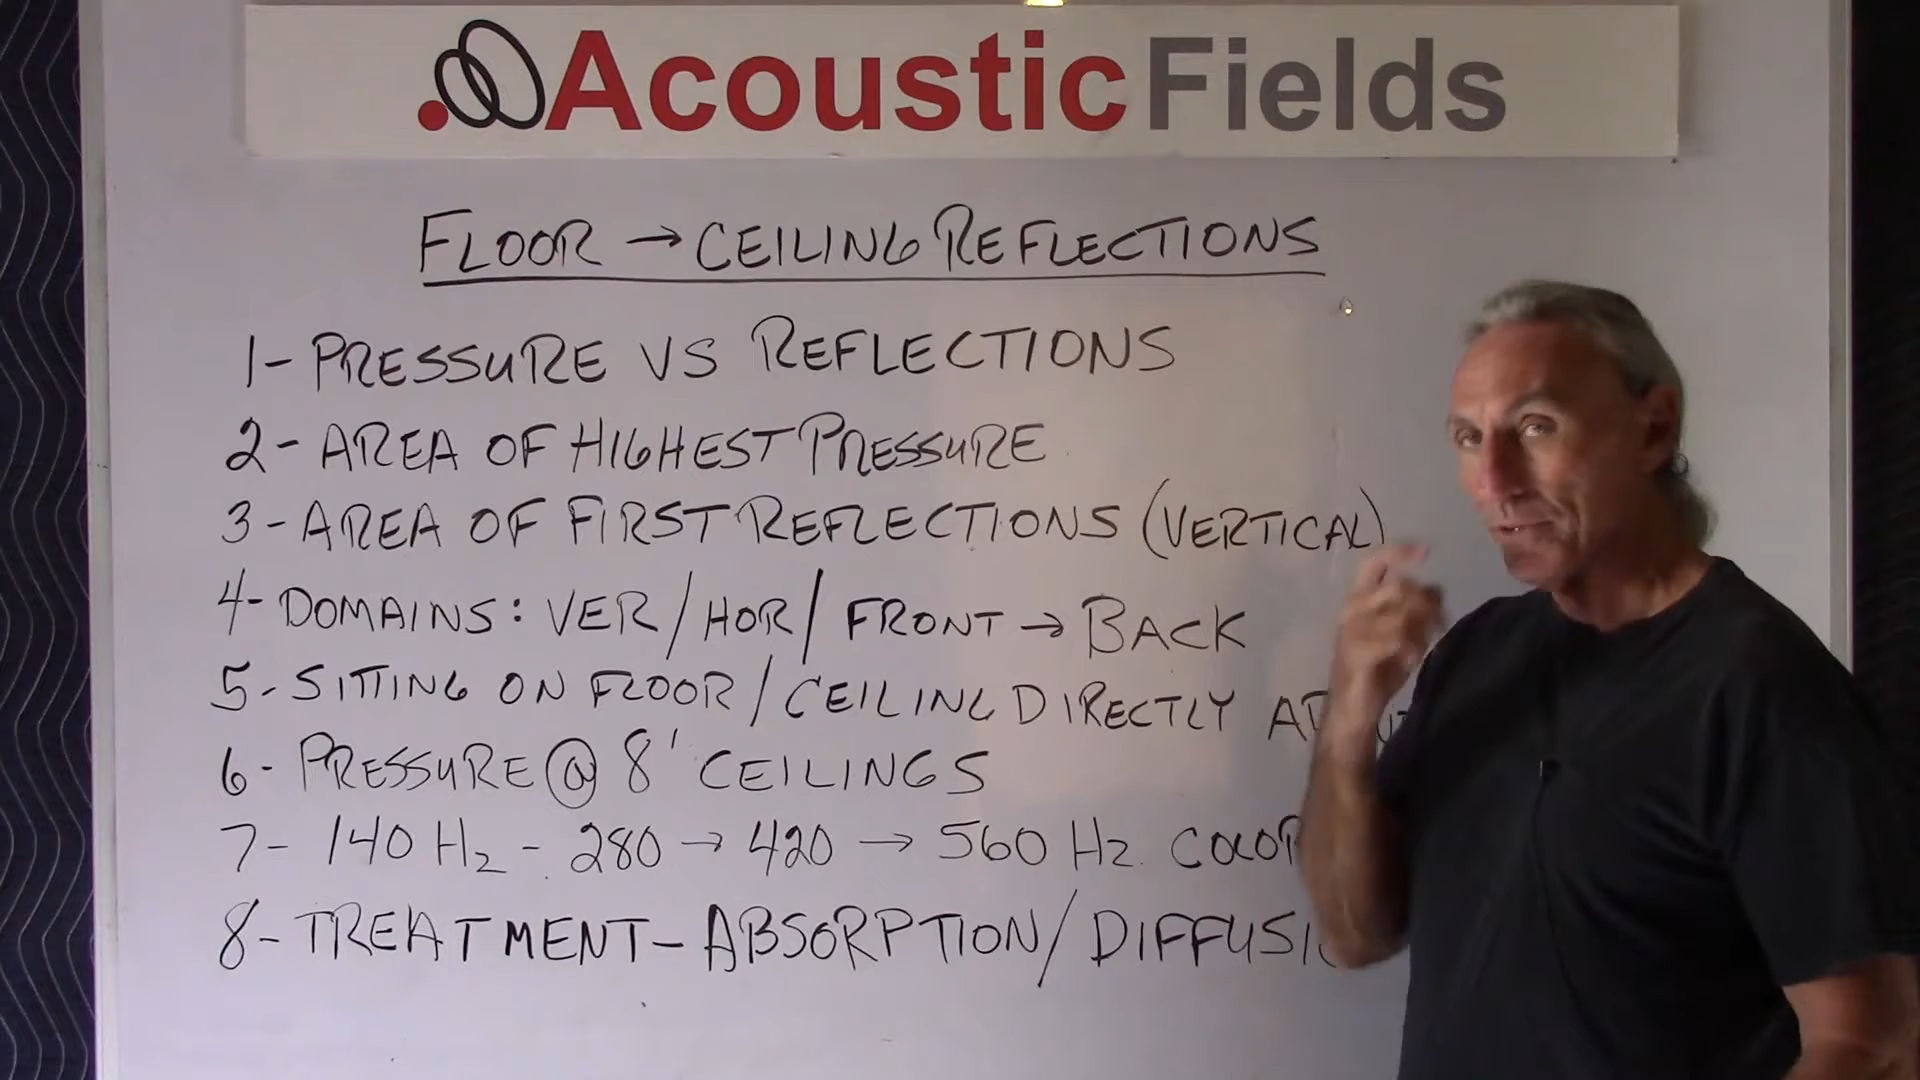 AcousticFields
FLOOR → CEILING REFLECTIONS
1- PRESSURE VS REFLECTIONS
2- AREA OF HIGHEST PRESSURE
3- AREA OF FIRST REFLECTIONS (VERTICAL)
4- DOMAINS: VER/HOR/ FRONT → BACK
5- SITTING ON FLOOR/CEILING DIRECTLY
6- PRESSURE @ 8' CEILINGS
7- 140 Hz - 280 → 420 → 560 Hz.
8- TREATMENT- ABSORPTION/